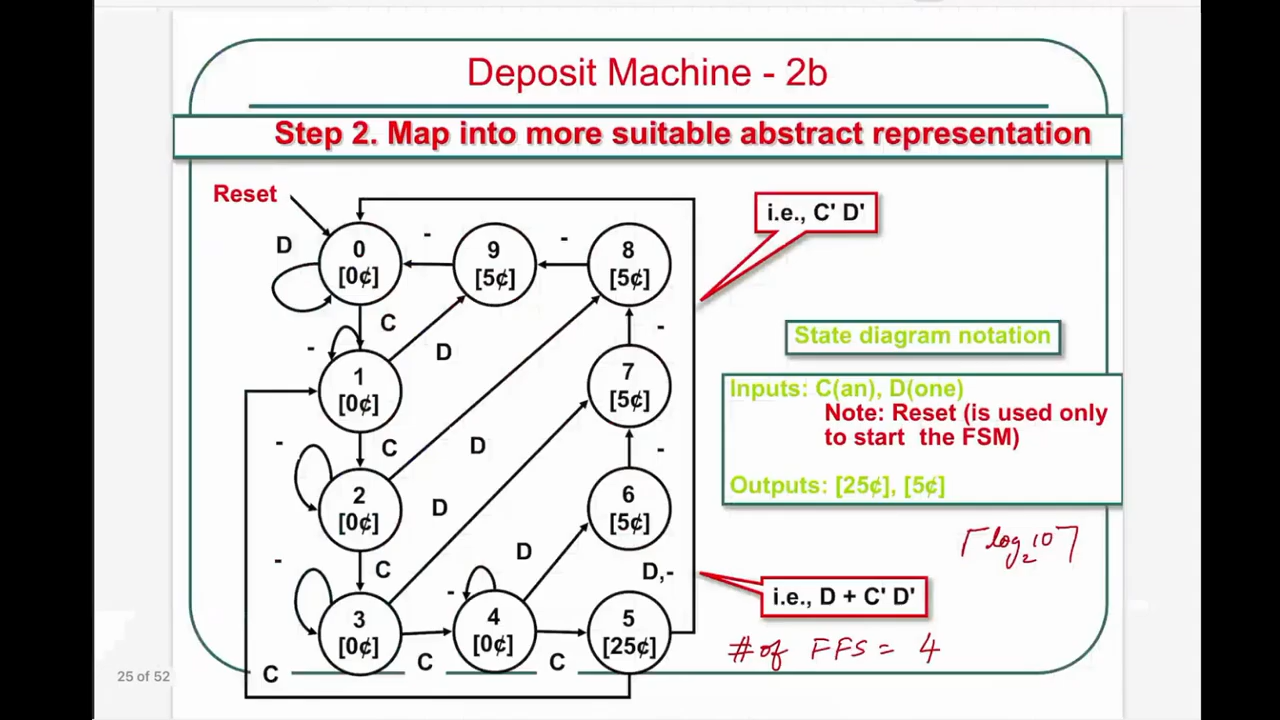 Deposit Machine - 2b
Step 2. Map into more suitable abstract representation
Reset
i.e., C' D'
D
0
[0¢]
-
9
[5¢]
-
8
[5¢]
C
-
D
-
1
[0¢]
7
[5¢]
State diagram notation
Inputs: C(an), D(one)
Note: Reset (is used only
to start the FSM)
Outputs: [25¢], [5¢]
-
C
D
-
2
[0¢]
D
6
[5¢]
⌈log₂10⌉
-
C
D
D,-
i.e., D + C' D'
3
[0¢]
-
4
[0¢]
5
[25¢]
C
C
C
# of FFS = 4
25 of 52